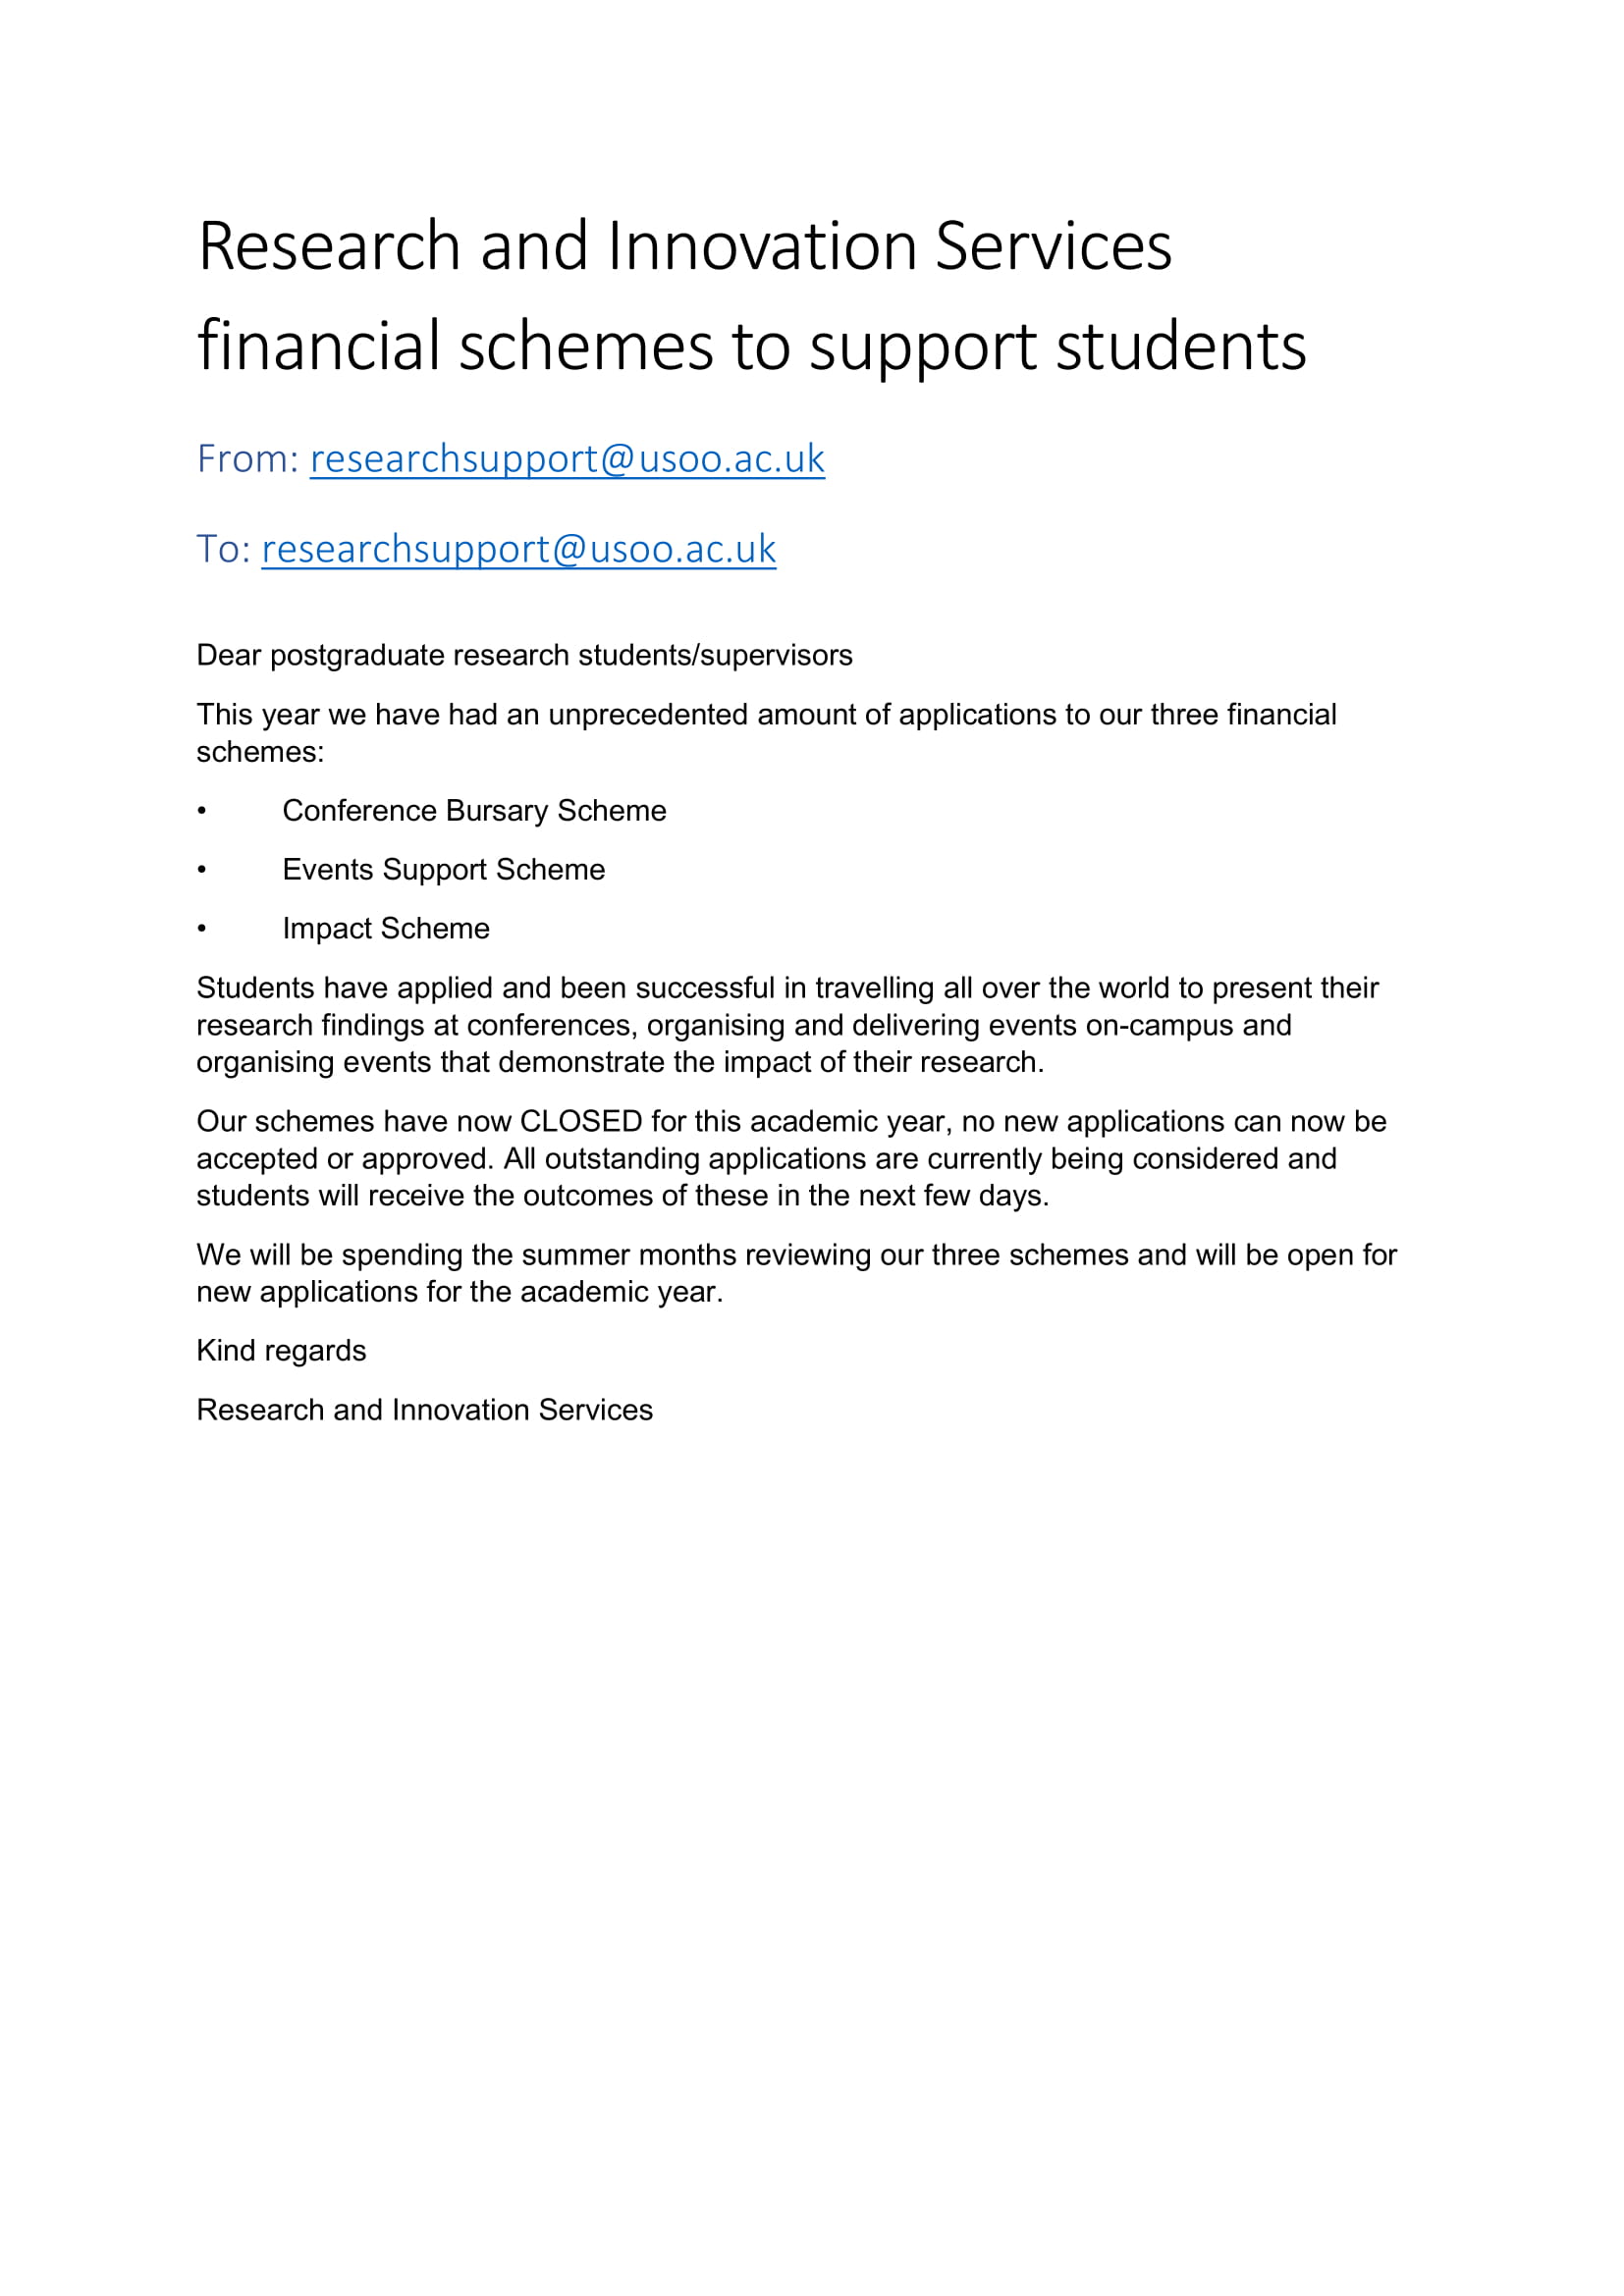 Research and Innovation Services
financial schemes to support students
From: researchsupport@usoo.ac.uk
To: researchsupport@usoo.ac.uk
Dear postgraduate research students/supervisors
This year we have had an unprecedented amount of applications to our three financial
schemes:
• Conference Bursary Scheme
• Events Support Scheme
• Impact Scheme
Students have applied and been successful in travelling all over the world to present their
research findings at conferences, organising and delivering events on-campus and
organising events that demonstrate the impact of their research.
Our schemes have now CLOSED for this academic year, no new applications can now be
accepted or approved. All outstanding applications are currently being considered and
students will receive the outcomes of these in the next few days.
We will be spending the summer months reviewing our three schemes and will be open for
new applications for the academic year.
Kind regards
Research and Innovation Services